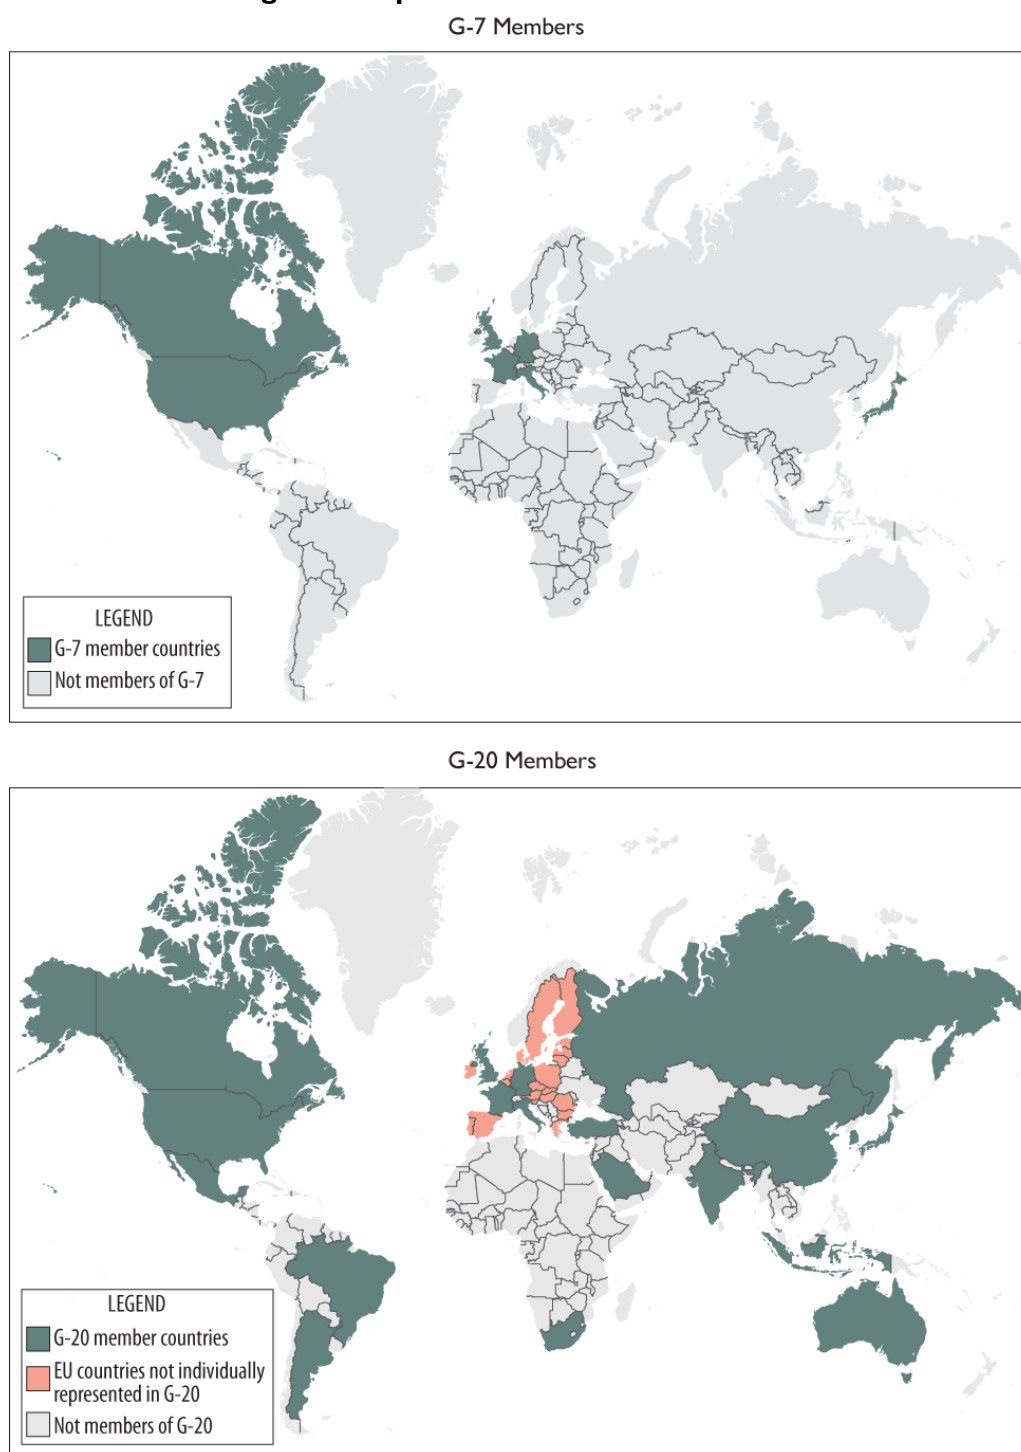 G-7 Members
LEGEND
G-7 member countries
Not members of G-7
G-20 Members
LEGEND
G-20 member countries
EU countries not individually
represented in G-20
Not members of G-20